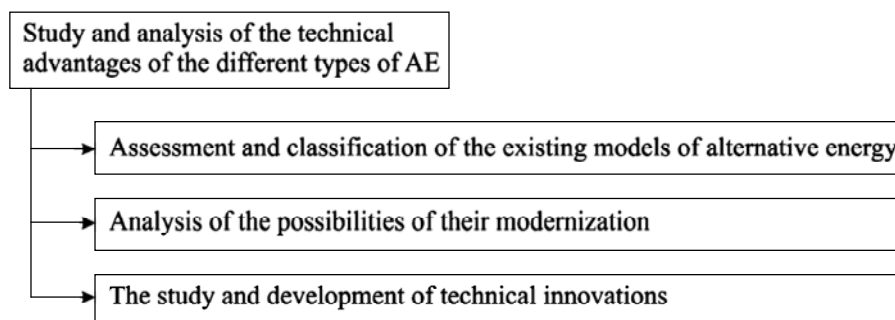 Study and analysis of the technical
advantages of the different types of AE
Assessment and classification of the existing models of alternative energy
Analysis of the possibilities of their modernization
The study and development of technical innovations